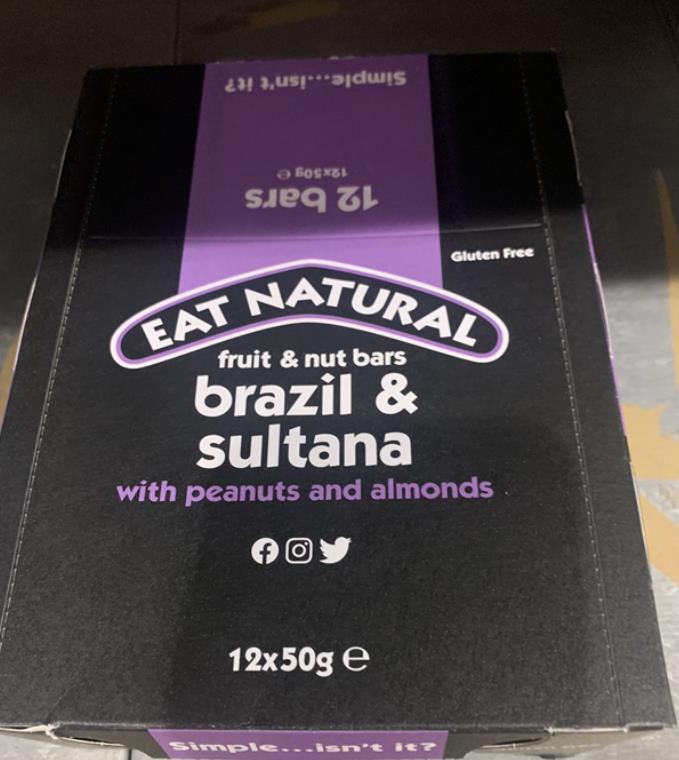 Simple...isn't it?
12x50g e
12 bars
Gluten Free
EAT NATURAL
fruit & nut bars
brazil &
sultana
with peanuts and almonds
12x50g e
Simple...isn't it?